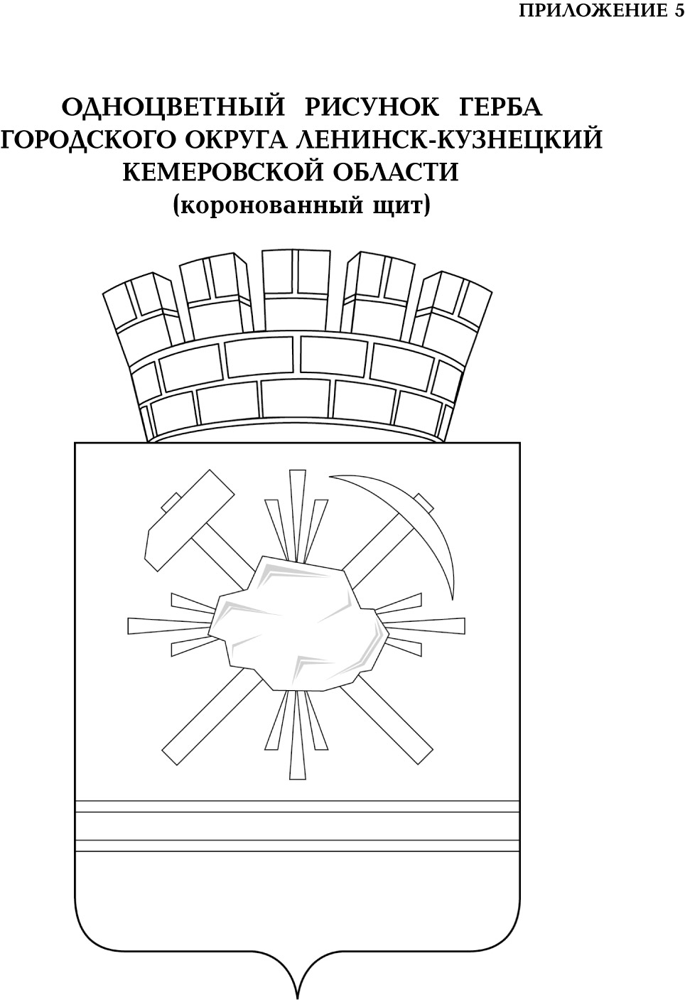 ПРИЛОЖЕНИЕ 5
ОДНОЦВЕТНЫЙ РИСУНОК ГЕРБА
ГОРОДСКОГО ОКРУГА ЛЕНИНСК-КУЗНЕЦКИЙ
КЕМЕРОВСКОЙ ОБЛАСТИ
(коронованный щит)